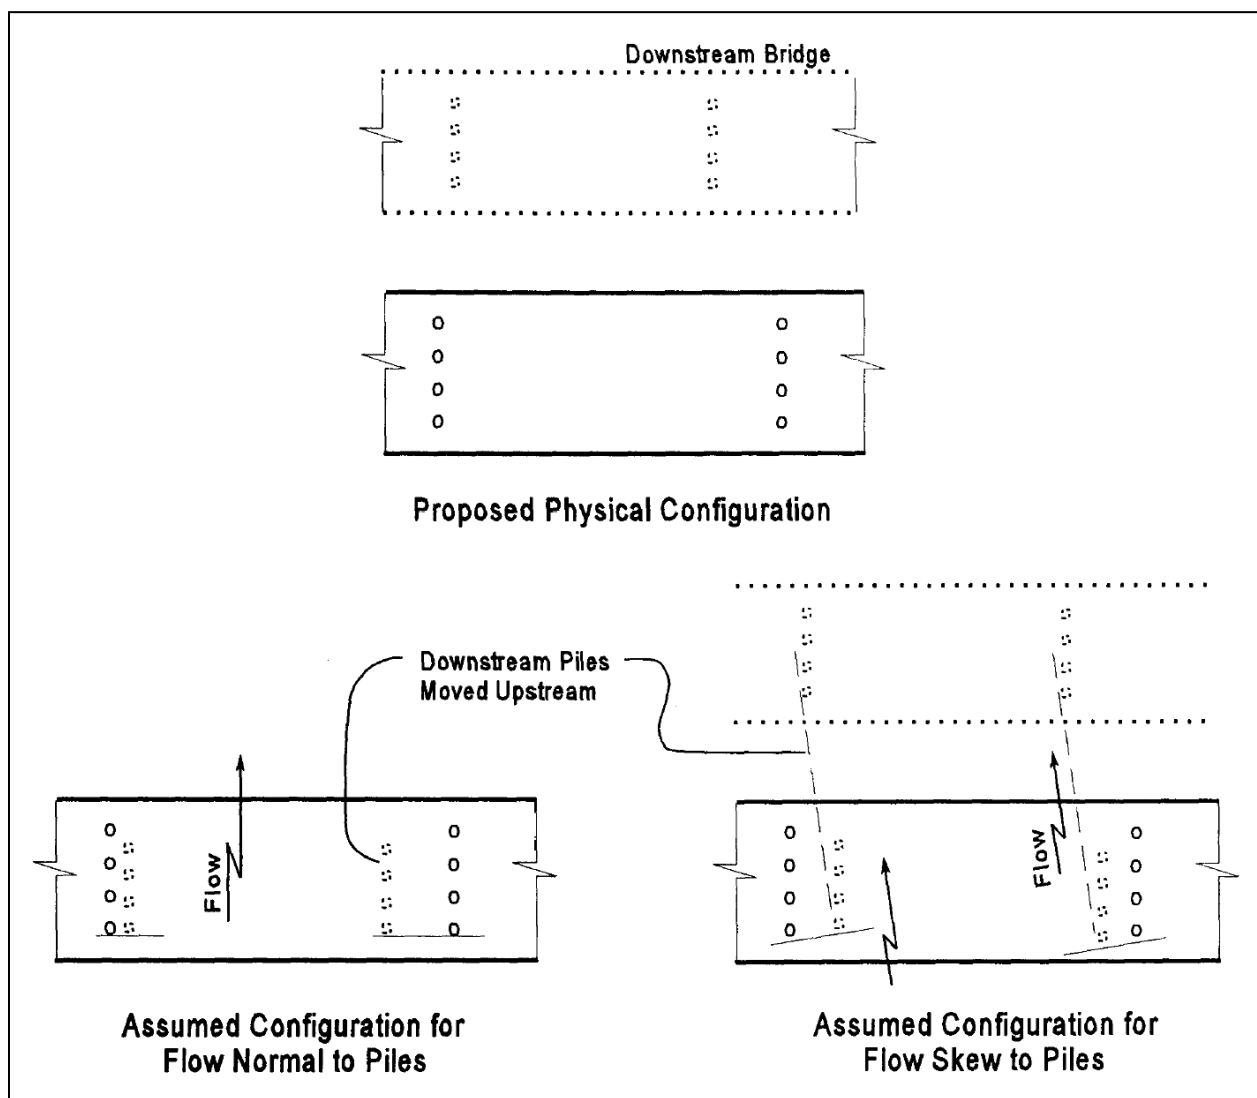 Downstream Bridge
Proposed Physical Configuration
Downstream Piles
Moved Upstream
Flow
Flow
Assumed Configuration for
Flow Normal to Piles
Assumed Configuration for
Flow Skew to Piles